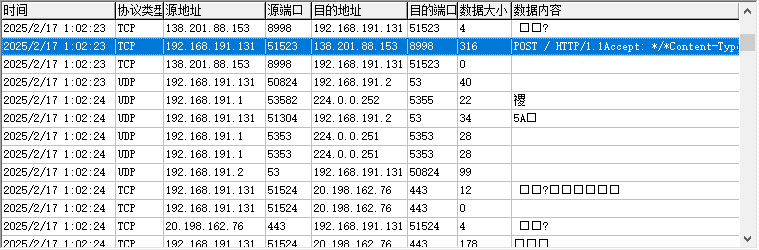 时间 协议类型 源地址 源端口 目的地址 目的端口 数据大小 数据内容
2025/2/17 1:02:23 TCP 138.201.88.153 8998 192.168.191.131 51523 4 □□?
2025/2/17 1:02:23 TCP 192.168.191.131 51523 138.201.88.153 8998 316 POST / HTTP/1.1Accept: */*Content-Typ
2025/2/17 1:02:23 TCP 138.201.88.153 8998 192.168.191.131 51523 0
2025/2/17 1:02:24 UDP 192.168.191.131 50824 192.168.191.2 53 40
2025/2/17 1:02:24 UDP 192.168.191.1 53582 224.0.0.252 5355 22
2025/2/17 1:02:24 UDP 192.168.191.131 51304 192.168.191.2 53 34 5A□
2025/2/17 1:02:24 UDP 192.168.191.1 5353 224.0.0.251 5353 28
2025/2/17 1:02:24 UDP 192.168.191.1 5353 224.0.0.251 5353 28
2025/2/17 1:02:24 UDP 192.168.191.2 53 192.168.191.131 50824 99
2025/2/17 1:02:24 TCP 192.168.191.131 51524 20.198.162.76 443 12 □□?□□□□□□
2025/2/17 1:02:24 TCP 192.168.191.131 51524 20.198.162.76 443 0
2025/2/17 1:02:24 TCP 20.198.162.76 443 192.168.191.131 51524 4 □□?
2025/2/17 1:02:24 TCP 192.168.191.131 51524 20.198.162.76 443 178 □□□